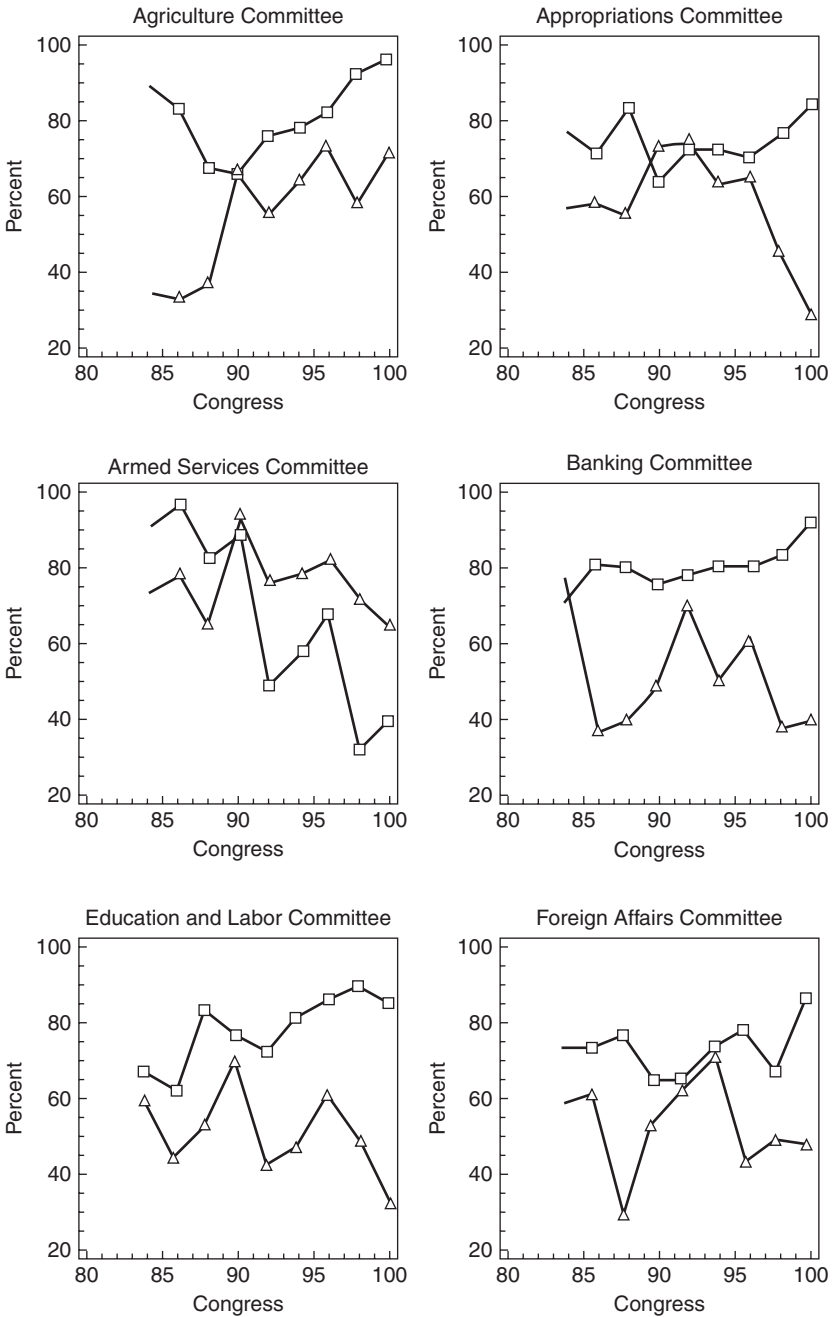 Agriculture Committee
100
80
60
40
20
Percent
80 85 90 95 100
Congress
Appropriations Committee
100
80
60
40
20
Percent
80 85 90 95 100
Congress
Armed Services Committee
100
80
60
40
20
Percent
80 85 90 95 100
Congress
Banking Committee
100
80
60
40
20
Percent
80 85 90 95 100
Congress
Education and Labor Committee
100
80
60
40
20
Percent
80 85 90 95 100
Congress
Foreign Affairs Committee
100
80
60
40
20
Percent
80 85 90 95 100
Congress